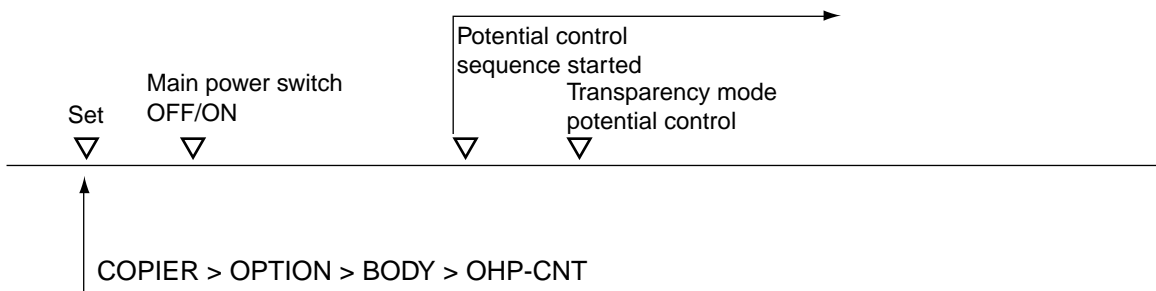 Potential control
sequence started
Main power switch
OFF/ON
Transparency mode
potential control
Set
COPIER > OPTION > BODY > OHP-CNT